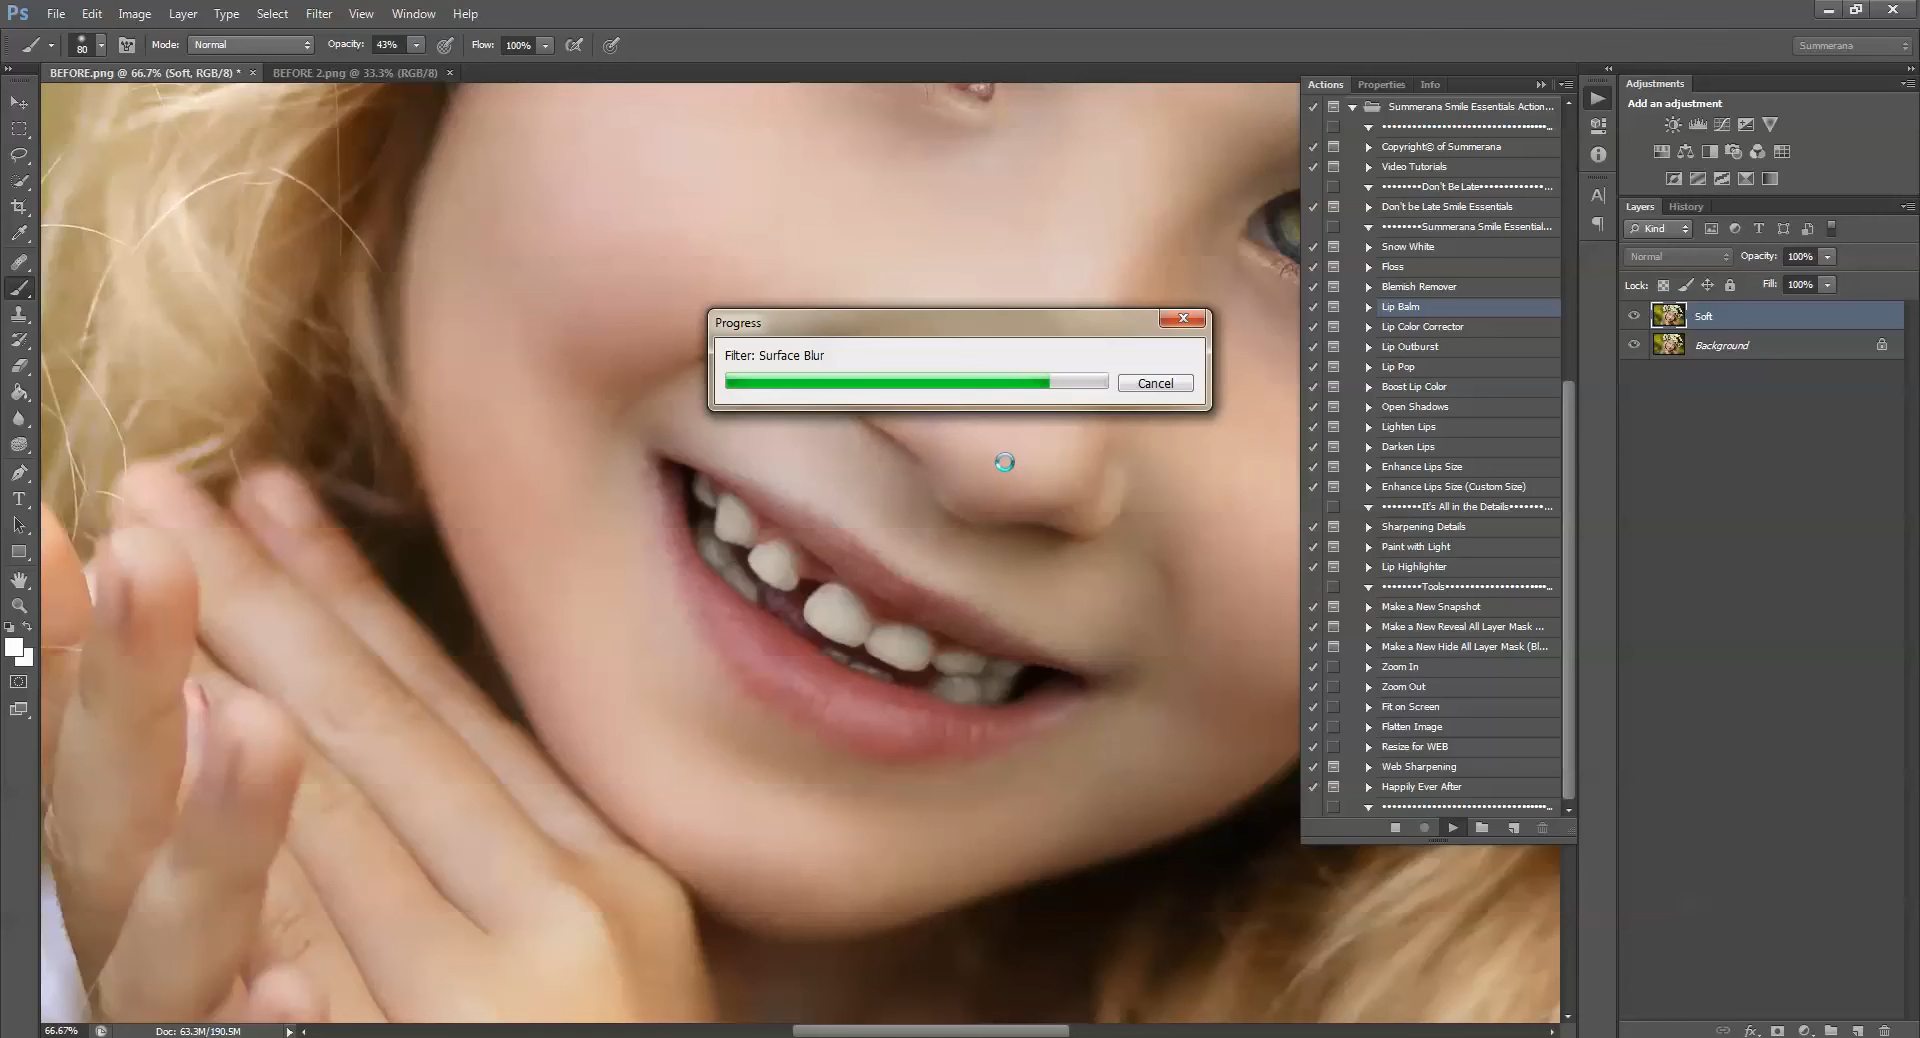 Ps File Edit Image Layer Type Select Filter View Window Help
80 Mode: Normal Opacity: 43% Flow: 100% Summerana
BEFORE.png @ 66.7% (Soft, RGB/8) * × BEFORE 2.png @ 33.3% (RGB/8) ×
Progress
Filter: Surface Blur
Cancel
Actions Properties Info
Summerana Smile Essentials Action...
Copyright© of Summerana
Video Tutorials
••••••••Don't Be Late••••••••••••••...
Don't be Late Smile Essentials
••••••••Summerana Smile Essential...
Snow White
Floss
Blemish Remover
Lip Balm
Lip Color Corrector
Lip Outburst
Lip Pop
Boost Lip Color
Open Shadows
Lighten Lips
Darken Lips
Enhance Lips Size
Enhance Lips Size (Custom Size)
••••••••It's All in the Details•••••••...
Sharpening Details
Paint with Light
Lip Highlighter
••••••••Tools••••••••••••••••••••••...
Make a New Snapshot
Make a New Reveal All Layer Mask ...
Make a New Hide All Layer Mask (Bl...
Zoom In
Zoom Out
Fit on Screen
Flatten Image
Resize for WEB
Web Sharpening
Happily Ever After
Adjustments
Add an adjustment
Layers History
Kind
Normal Opacity: 100%
Lock: Fill: 100%
Soft
Background
66.67% Doc: 63.3M/190.5M